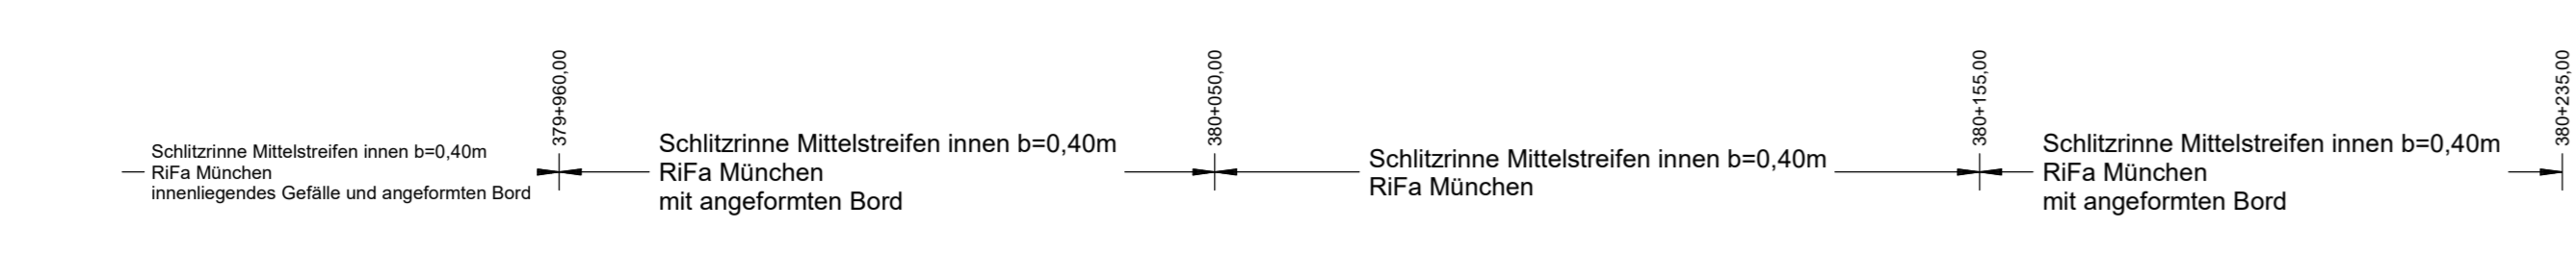 Schlitzrinne Mittelstreifen innen b=0,40m
RiFa München
innenliegendes Gefälle und angeformten Bord
379+960,00
Schlitzrinne Mittelstreifen innen b=0,40m
RiFa München
mit angeformten Bord
380+050,00
Schlitzrinne Mittelstreifen innen b=0,40m
RiFa München
380+155,00
Schlitzrinne Mittelstreifen innen b=0,40m
RiFa München
mit angeformten Bord
380+235,00